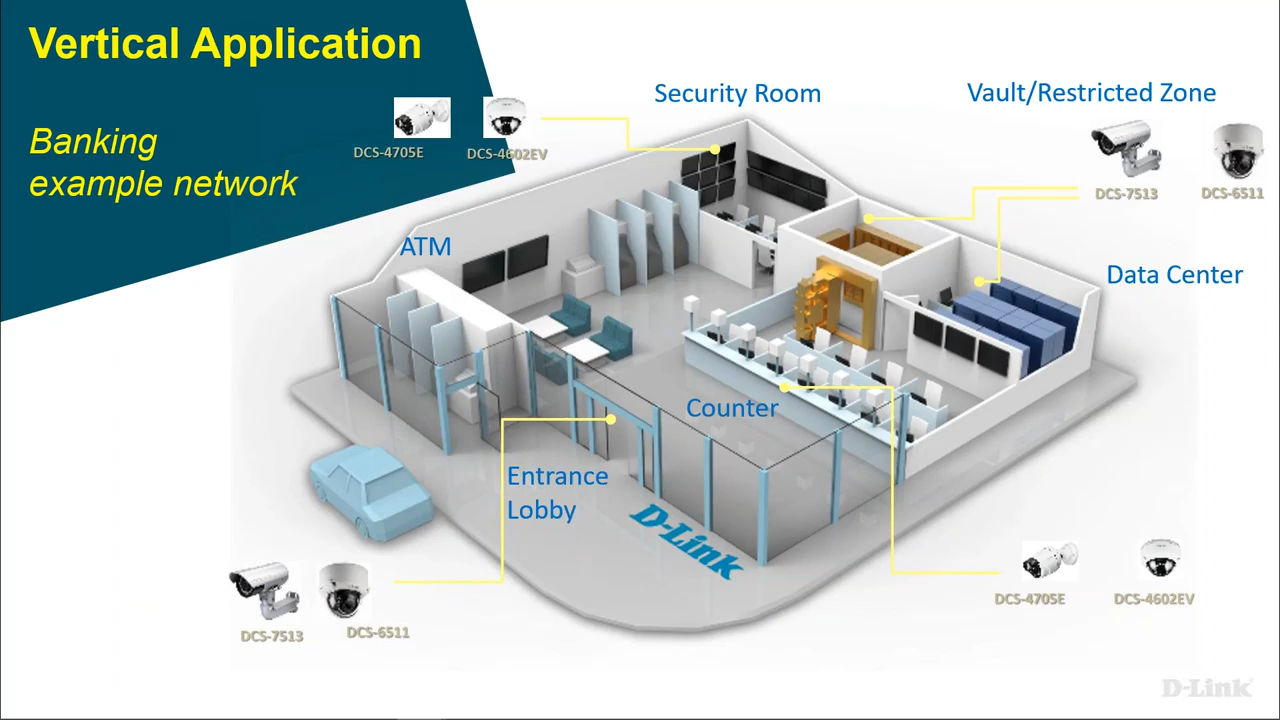 Vertical Application
Banking
example network
DCS-4705E
DCS-4602EV
Security Room
Vault/Restricted Zone
DCS-7513
DCS-6511
ATM
Data Center
Counter
Entrance
Lobby
D-Link
DCS-7513
DCS-6511
DCS-4705E
DCS-4602EV
D-Link